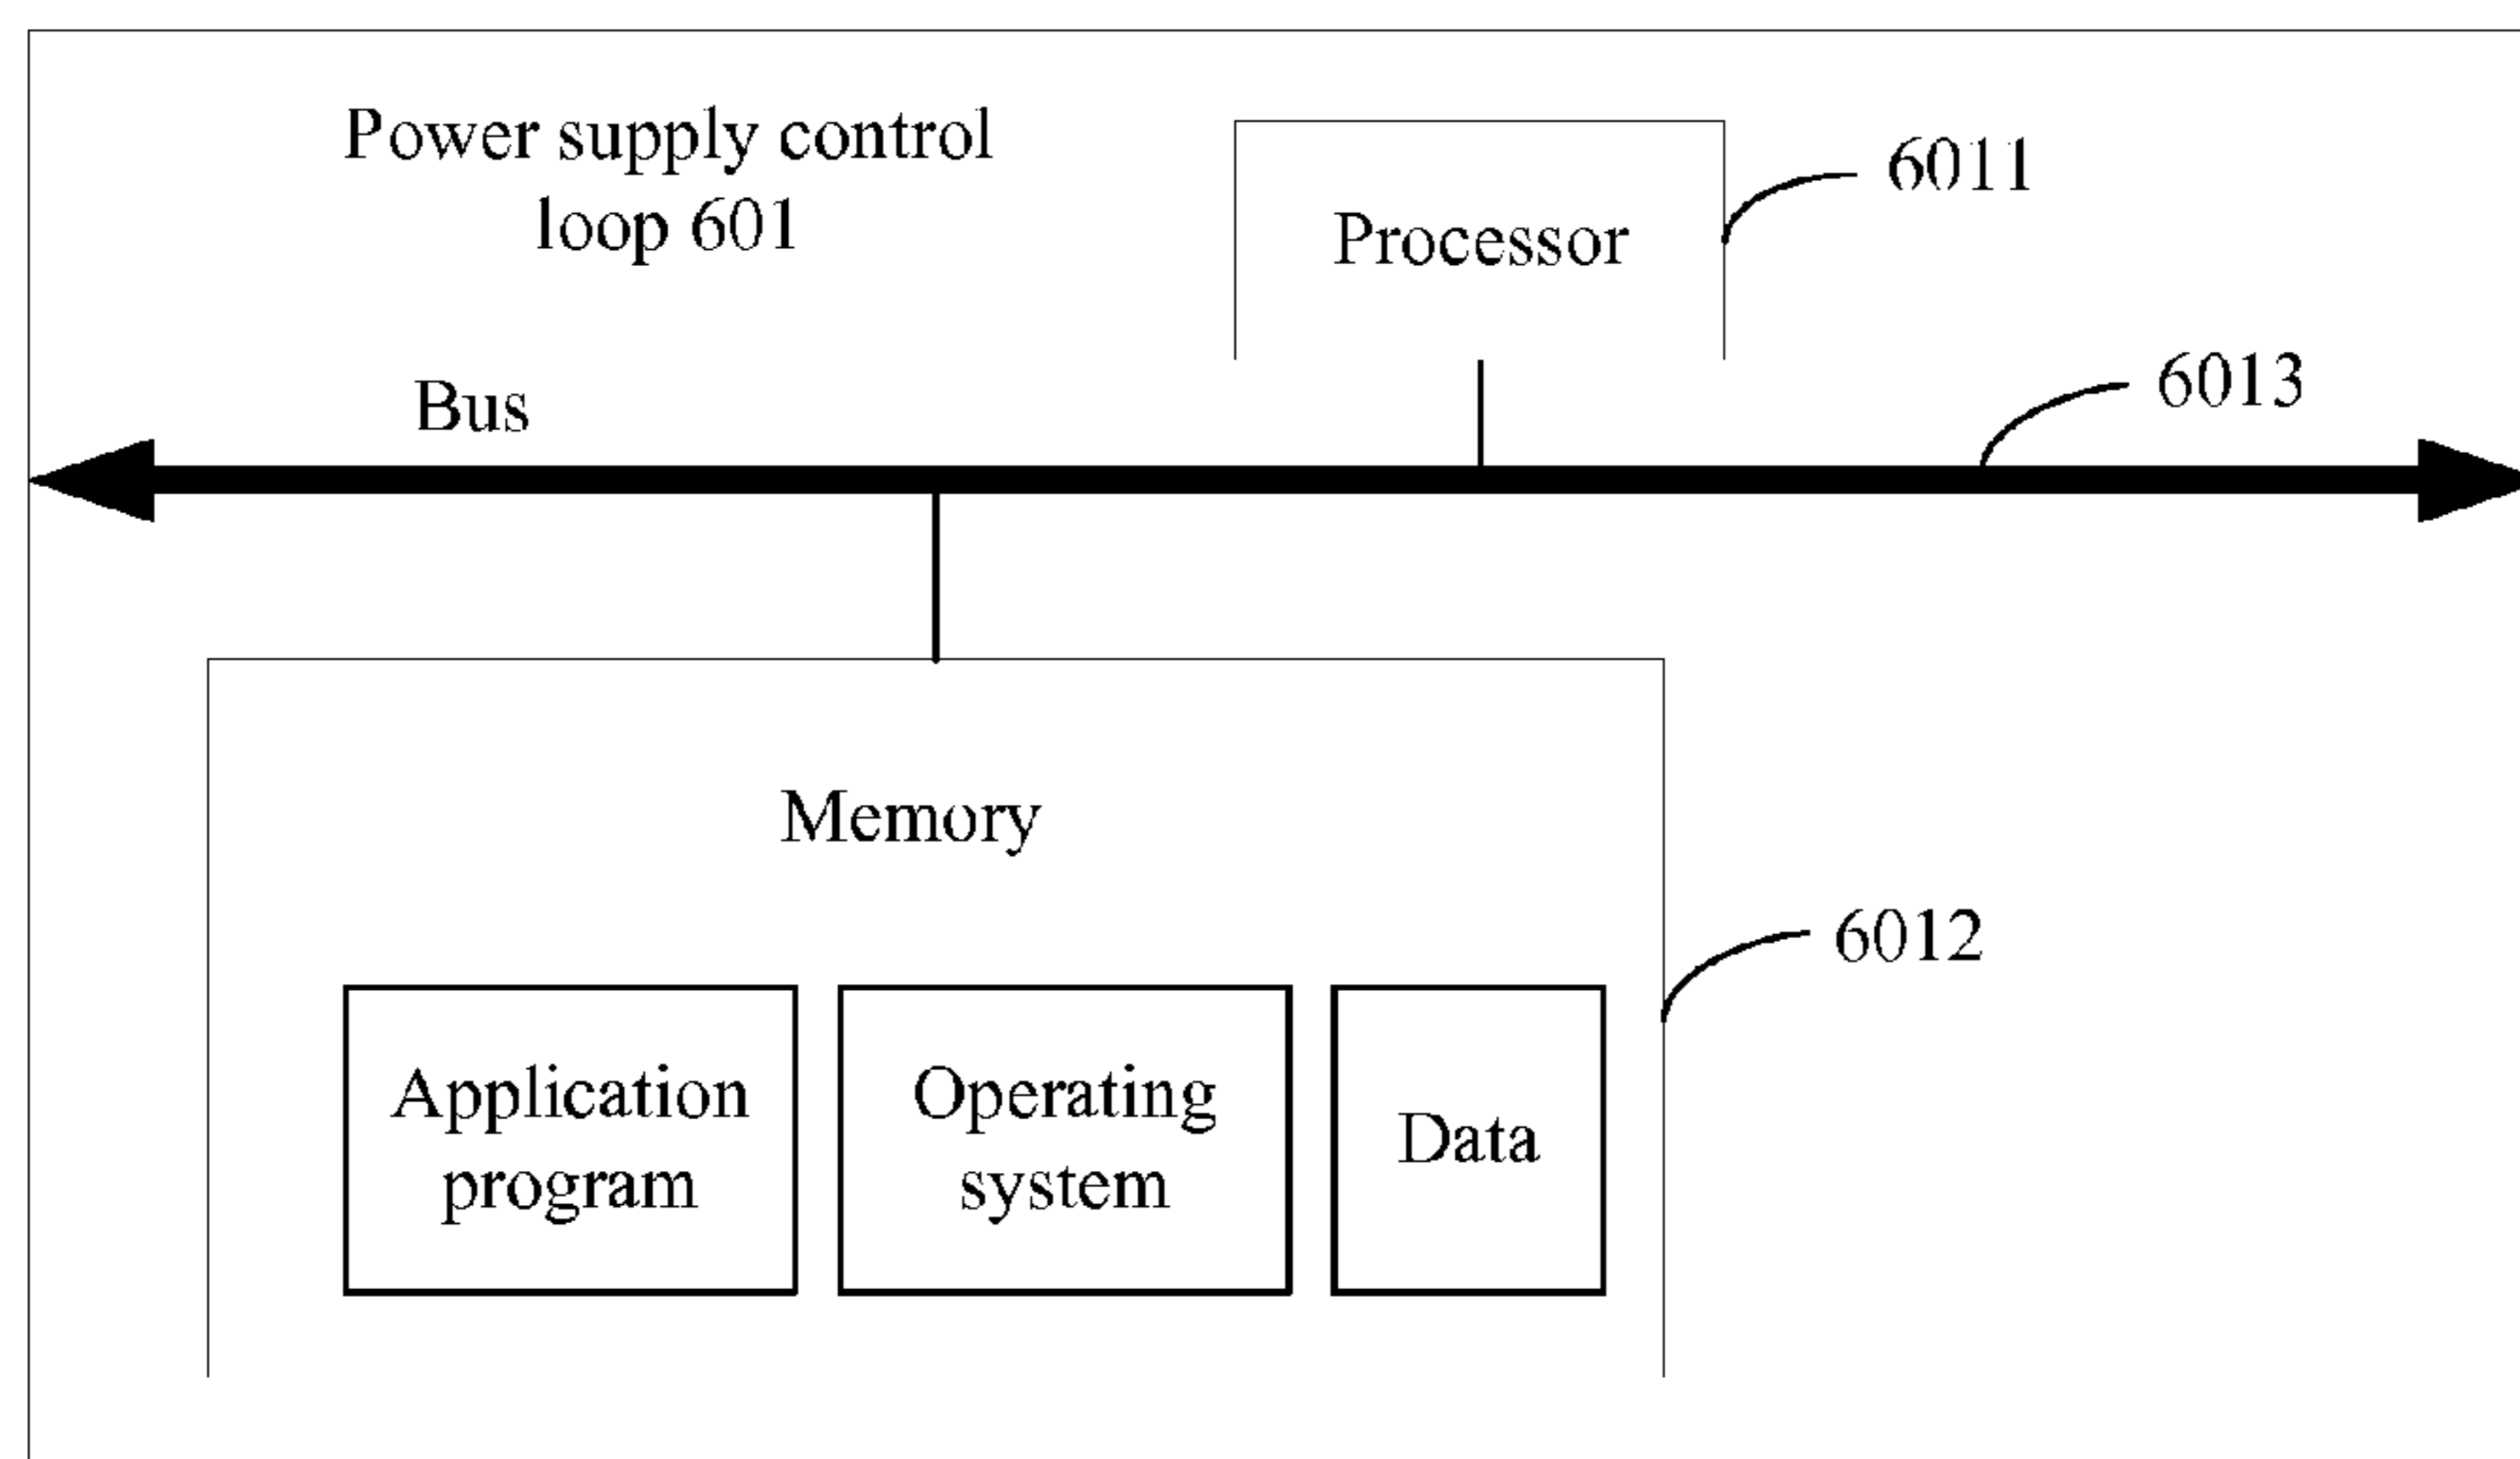 Power supply control
loop 601
Processor
6011
Bus
6013
Memory
6012
Application
program
Operating
system
Data